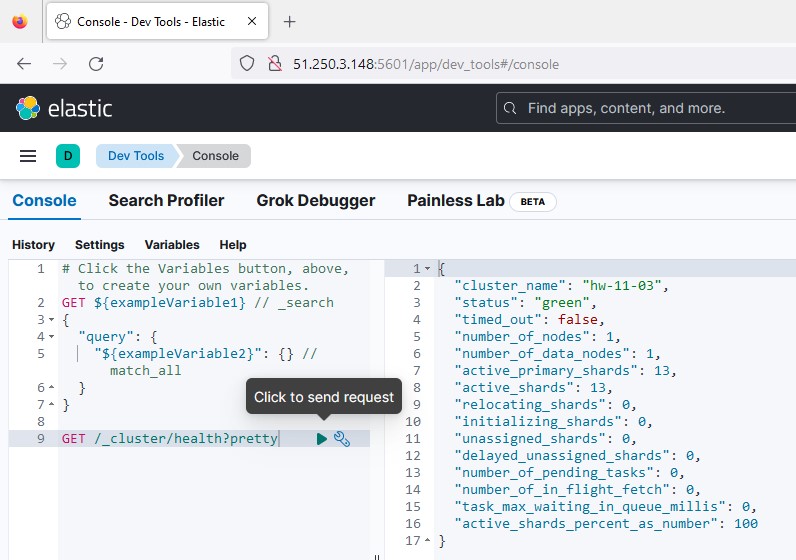 Console - Dev Tools - Elastic
51.250.3.148:5601/app/dev_tools#/console
elastic
Find apps, content, and more.
D
Dev Tools
Console
Console
Search Profiler
Grok Debugger
Painless Lab
BETA
History
Settings
Variables
Help
1 # Click the Variables button, above,
to create your own variables.
2 GET ${exampleVariable1} // _search
3 {
4 "query": {
5 "${exampleVariable2}": {} //
match_all
6 }
7 }
8
9 GET /_cluster/health?pretty
Click to send request
1 {
2 "cluster_name": "hw-11-03",
3 "status": "green",
4 "timed_out": false,
5 "number_of_nodes": 1,
6 "number_of_data_nodes": 1,
7 "active_primary_shards": 13,
8 "active_shards": 13,
9 "relocating_shards": 0,
10 "initializing_shards": 0,
11 "unassigned_shards": 0,
12 "delayed_unassigned_shards": 0,
13 "number_of_pending_tasks": 0,
14 "number_of_in_flight_fetch": 0,
15 "task_max_waiting_in_queue_millis": 0,
16 "active_shards_percent_as_number": 100
17 }